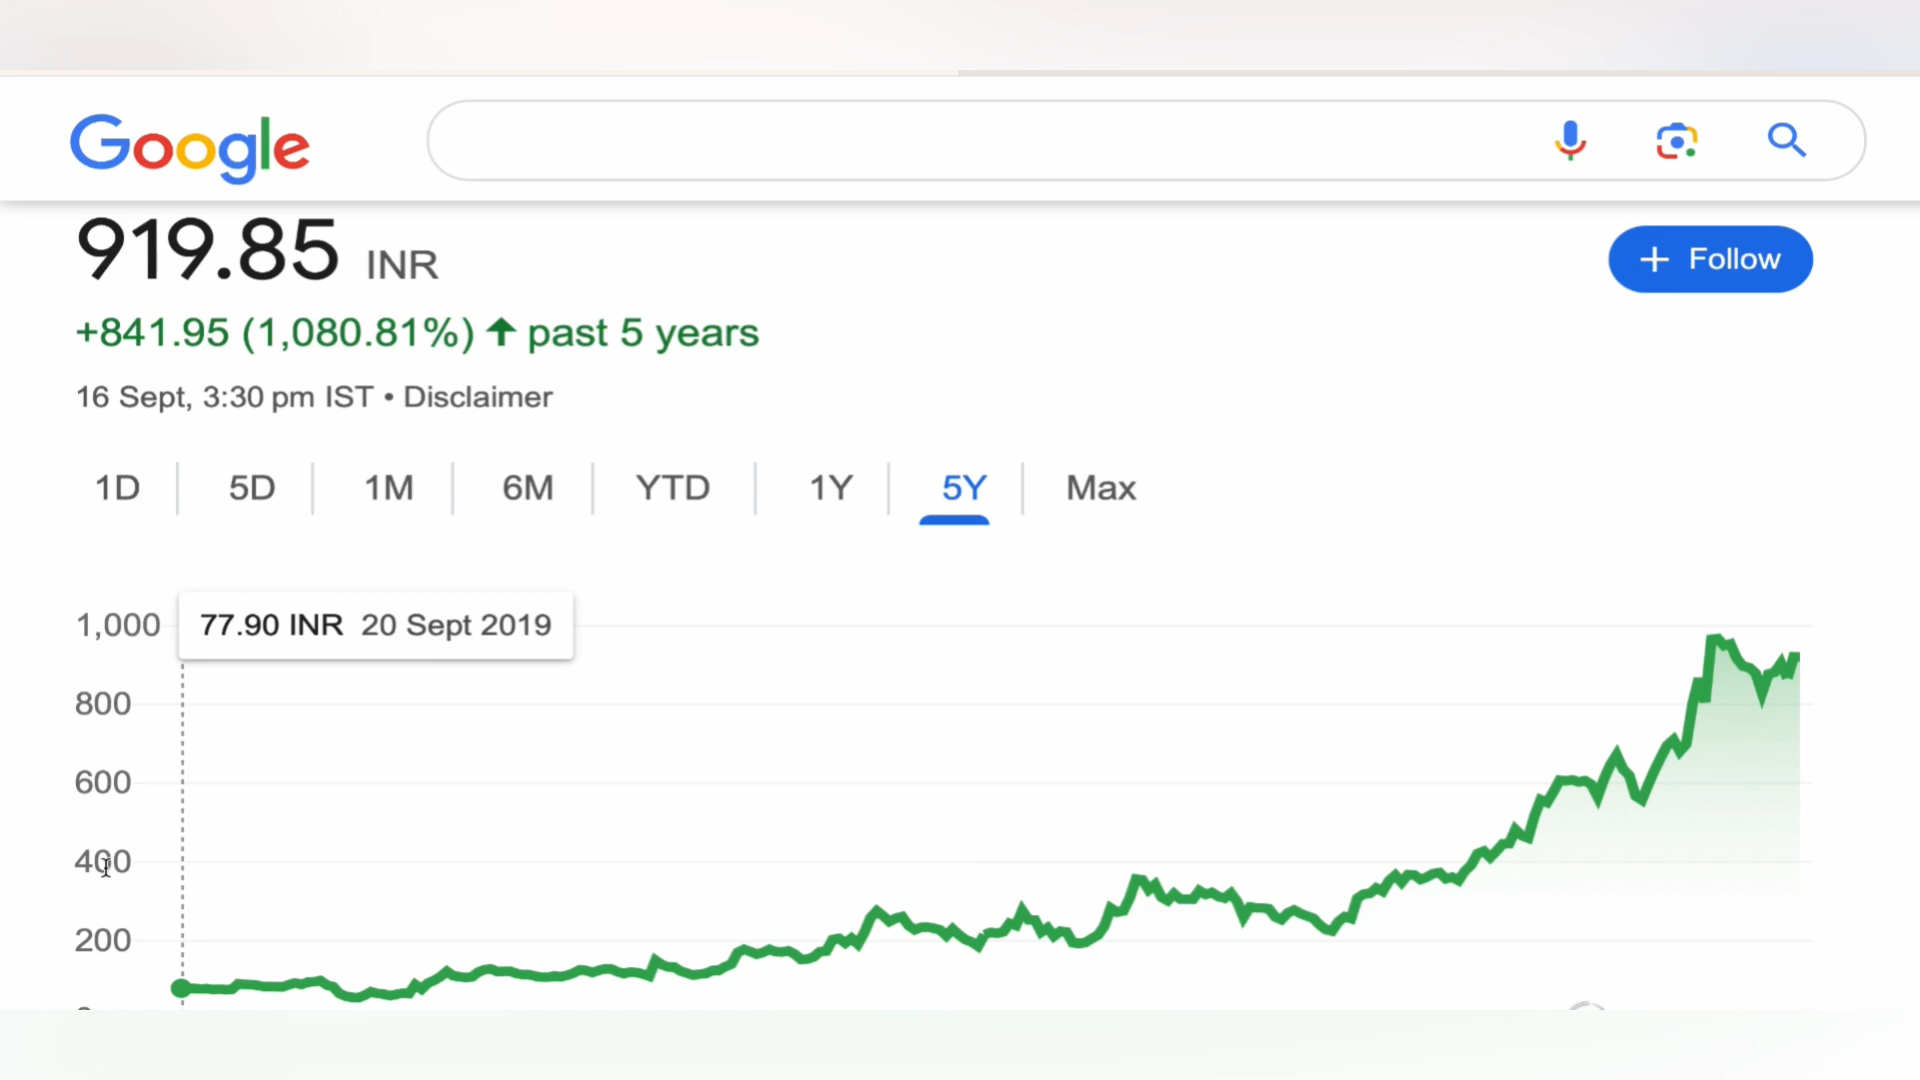 Google
919.85 INR
+ Follow
+841.95 (1,080.81%) ↑ past 5 years
16 Sept, 3:30 pm IST • Disclaimer
1D 5D 1M 6M YTD 1Y 5Y Max
1,000
77.90 INR 20 Sept 2019
800
600
400
200